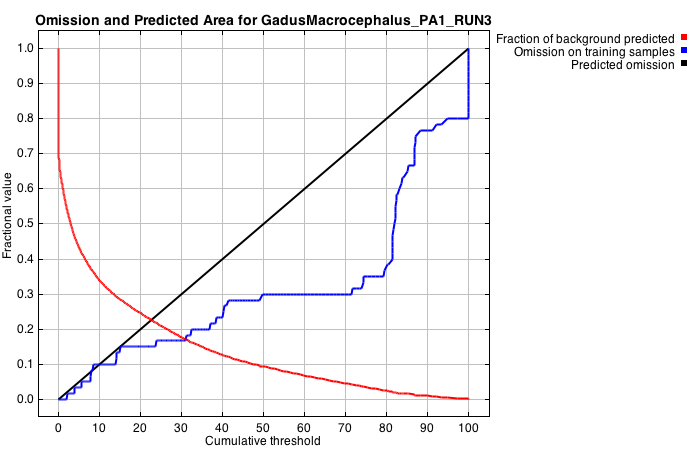 Omission and Predicted Area for GadusMacrocephalus_PA1_RUN3
Fraction of background predicted
Omission on training samples
Predicted omission
Fractional value
1.0
0.9
0.8
0.7
0.6
0.5
0.4
0.3
0.2
0.1
0.0
0 10 20 30 40 50 60 70 80 90 100
Cumulative threshold